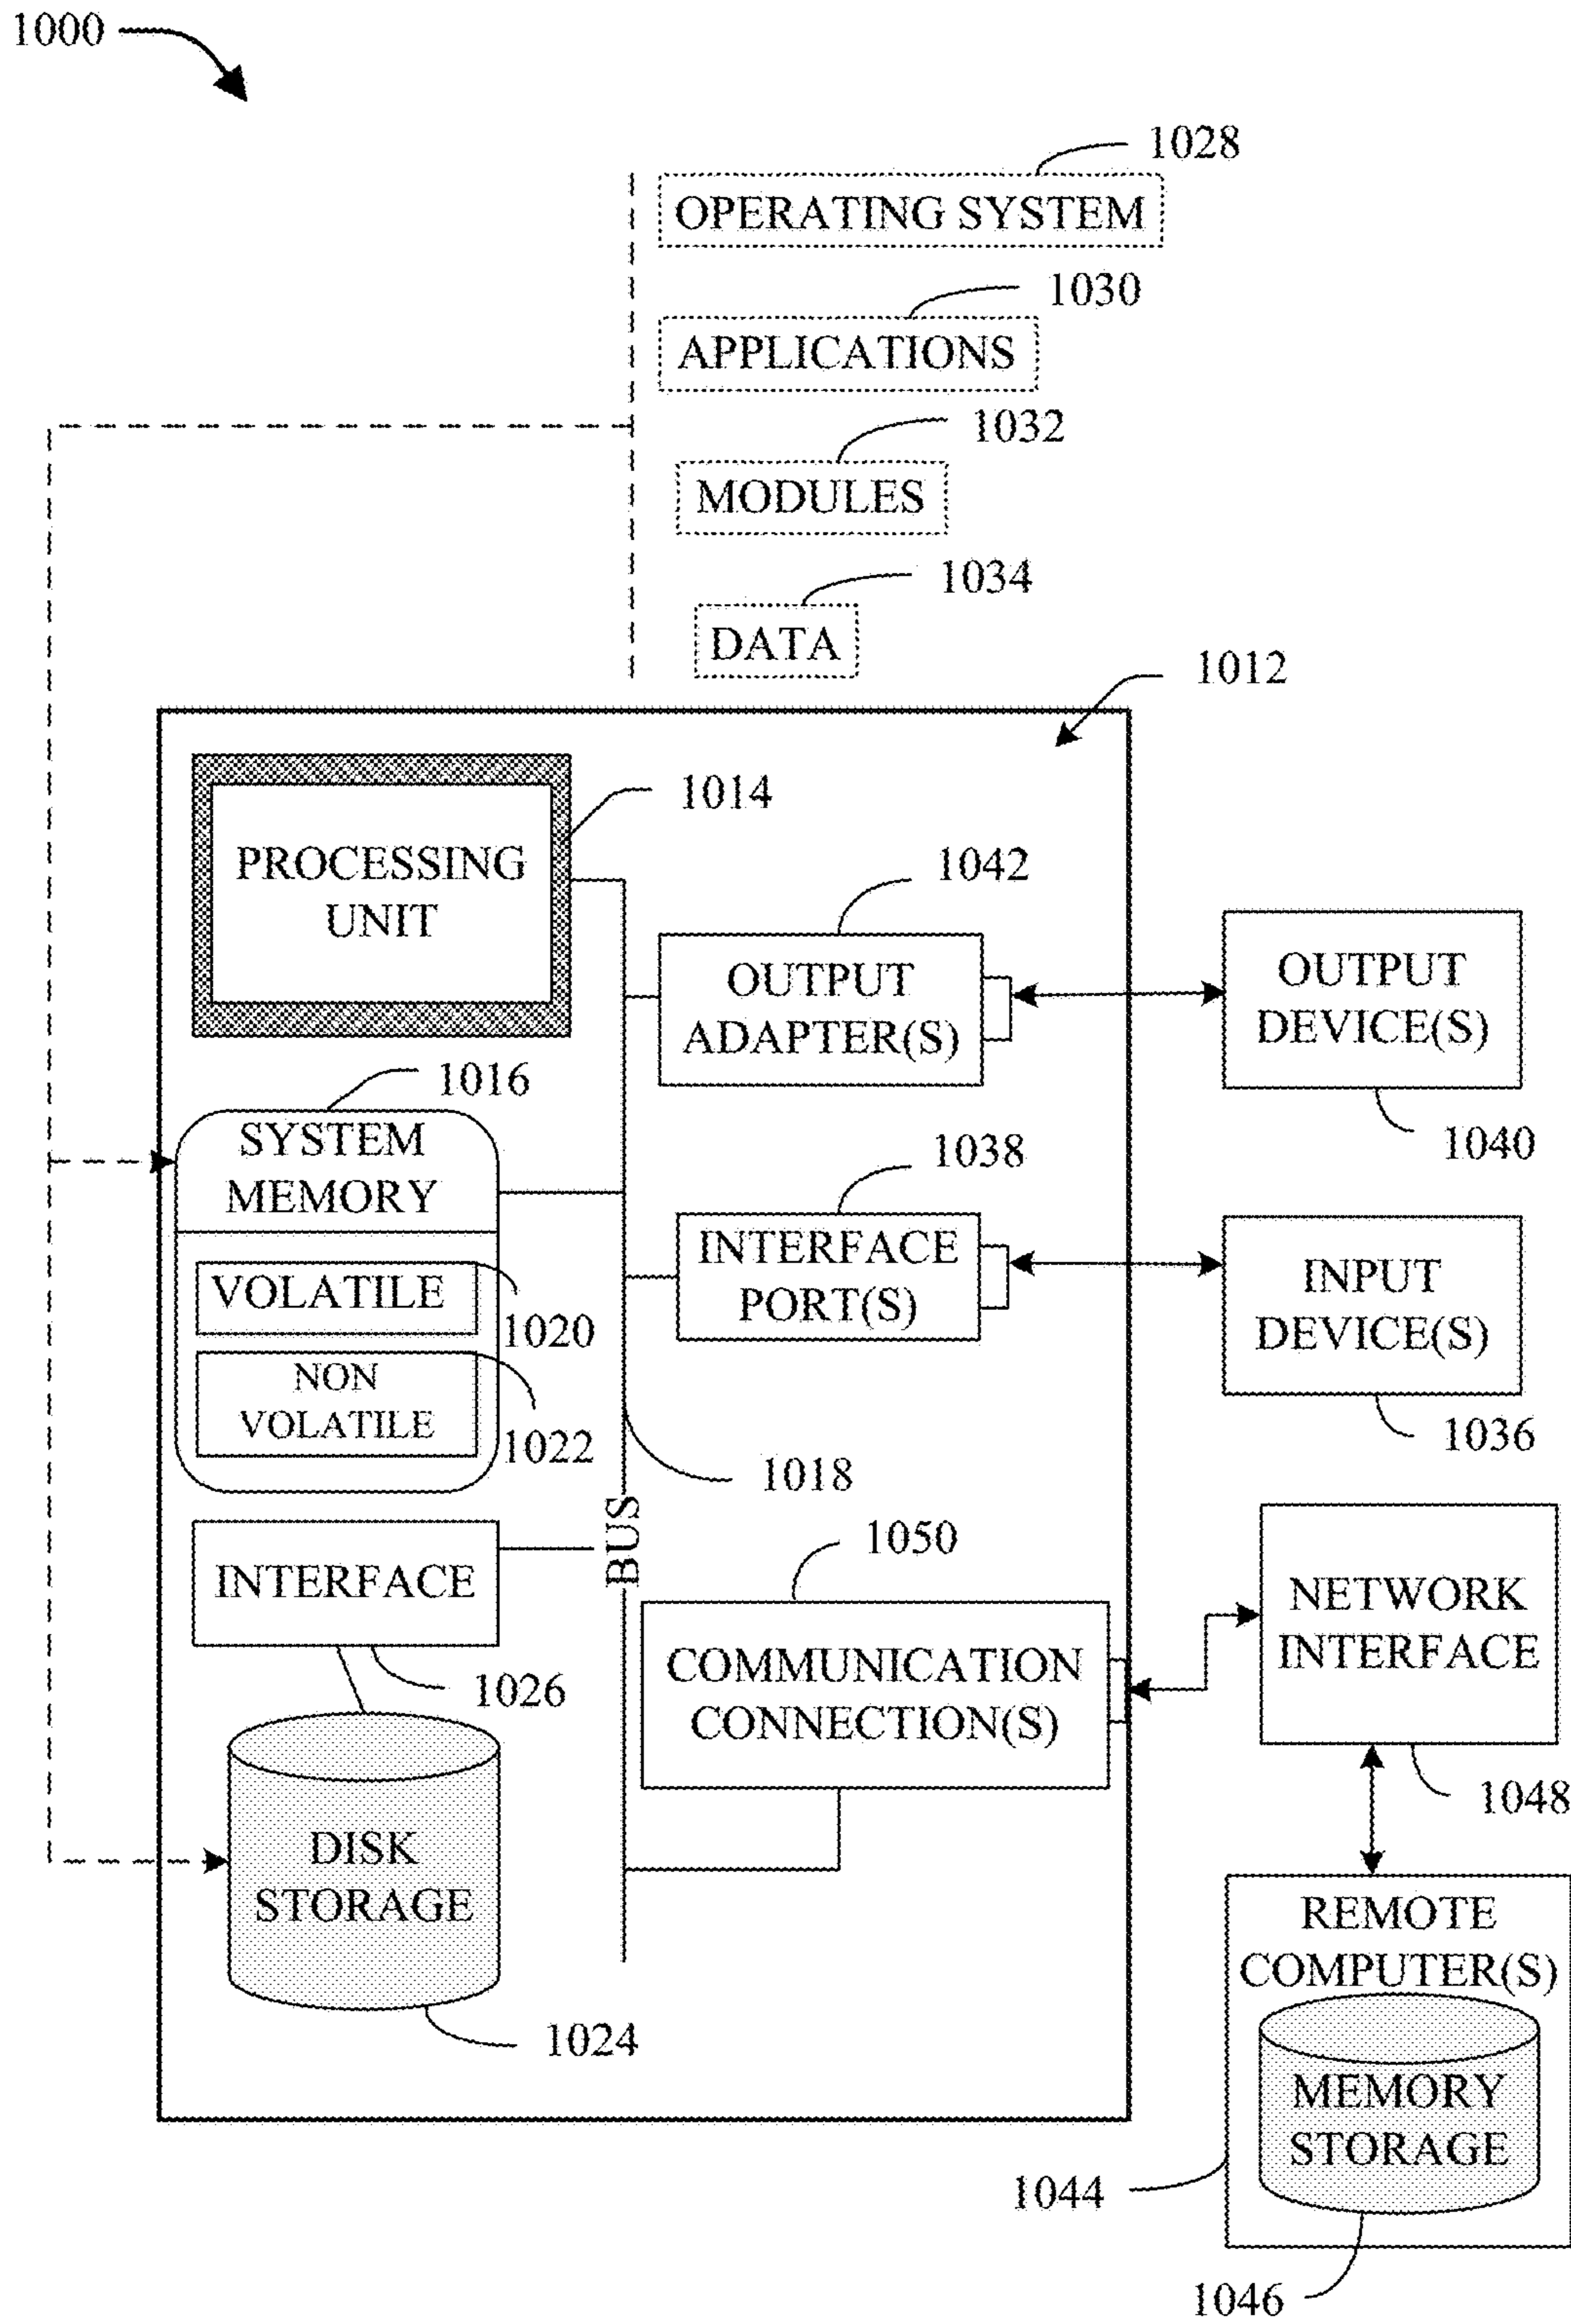 1000
1028
OPERATING SYSTEM
1030
APPLICATIONS
1032
MODULES
1034
DATA
1012
1014
PROCESSING
UNIT
1042
OUTPUT
ADAPTER(S)
OUTPUT
DEVICE(S)
1040
1016
SYSTEM
MEMORY
1038
INTERFACE
PORT(S)
INPUT
DEVICE(S)
1036
VOLATILE
1020
NON
VOLATILE
1022
1018
BUS
INTERFACE
1026
1050
COMMUNICATION
CONNECTION(S)
NETWORK
INTERFACE
1048
DISK
STORAGE
1024
REMOTE
COMPUTER(S)
MEMORY
STORAGE
1044
1046